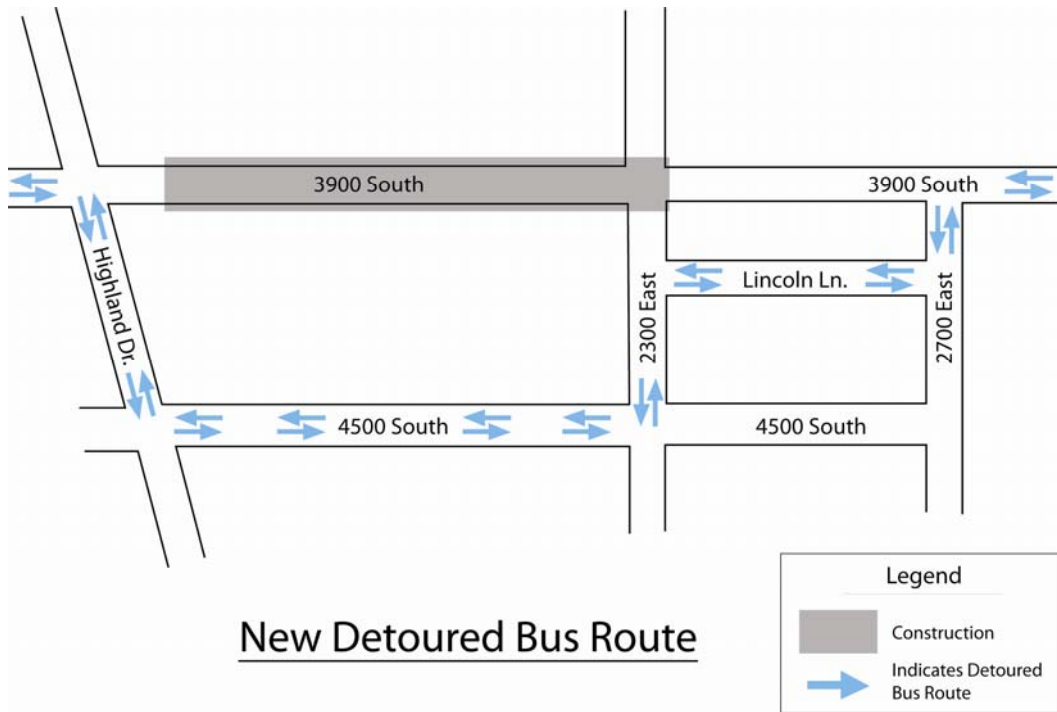 3900 South
3900 South
Highland Dr.
2300 East
Lincoln Ln.
2700 East
4500 South
4500 South
New Detoured Bus Route
Legend
Construction
Indicates Detoured
Bus Route